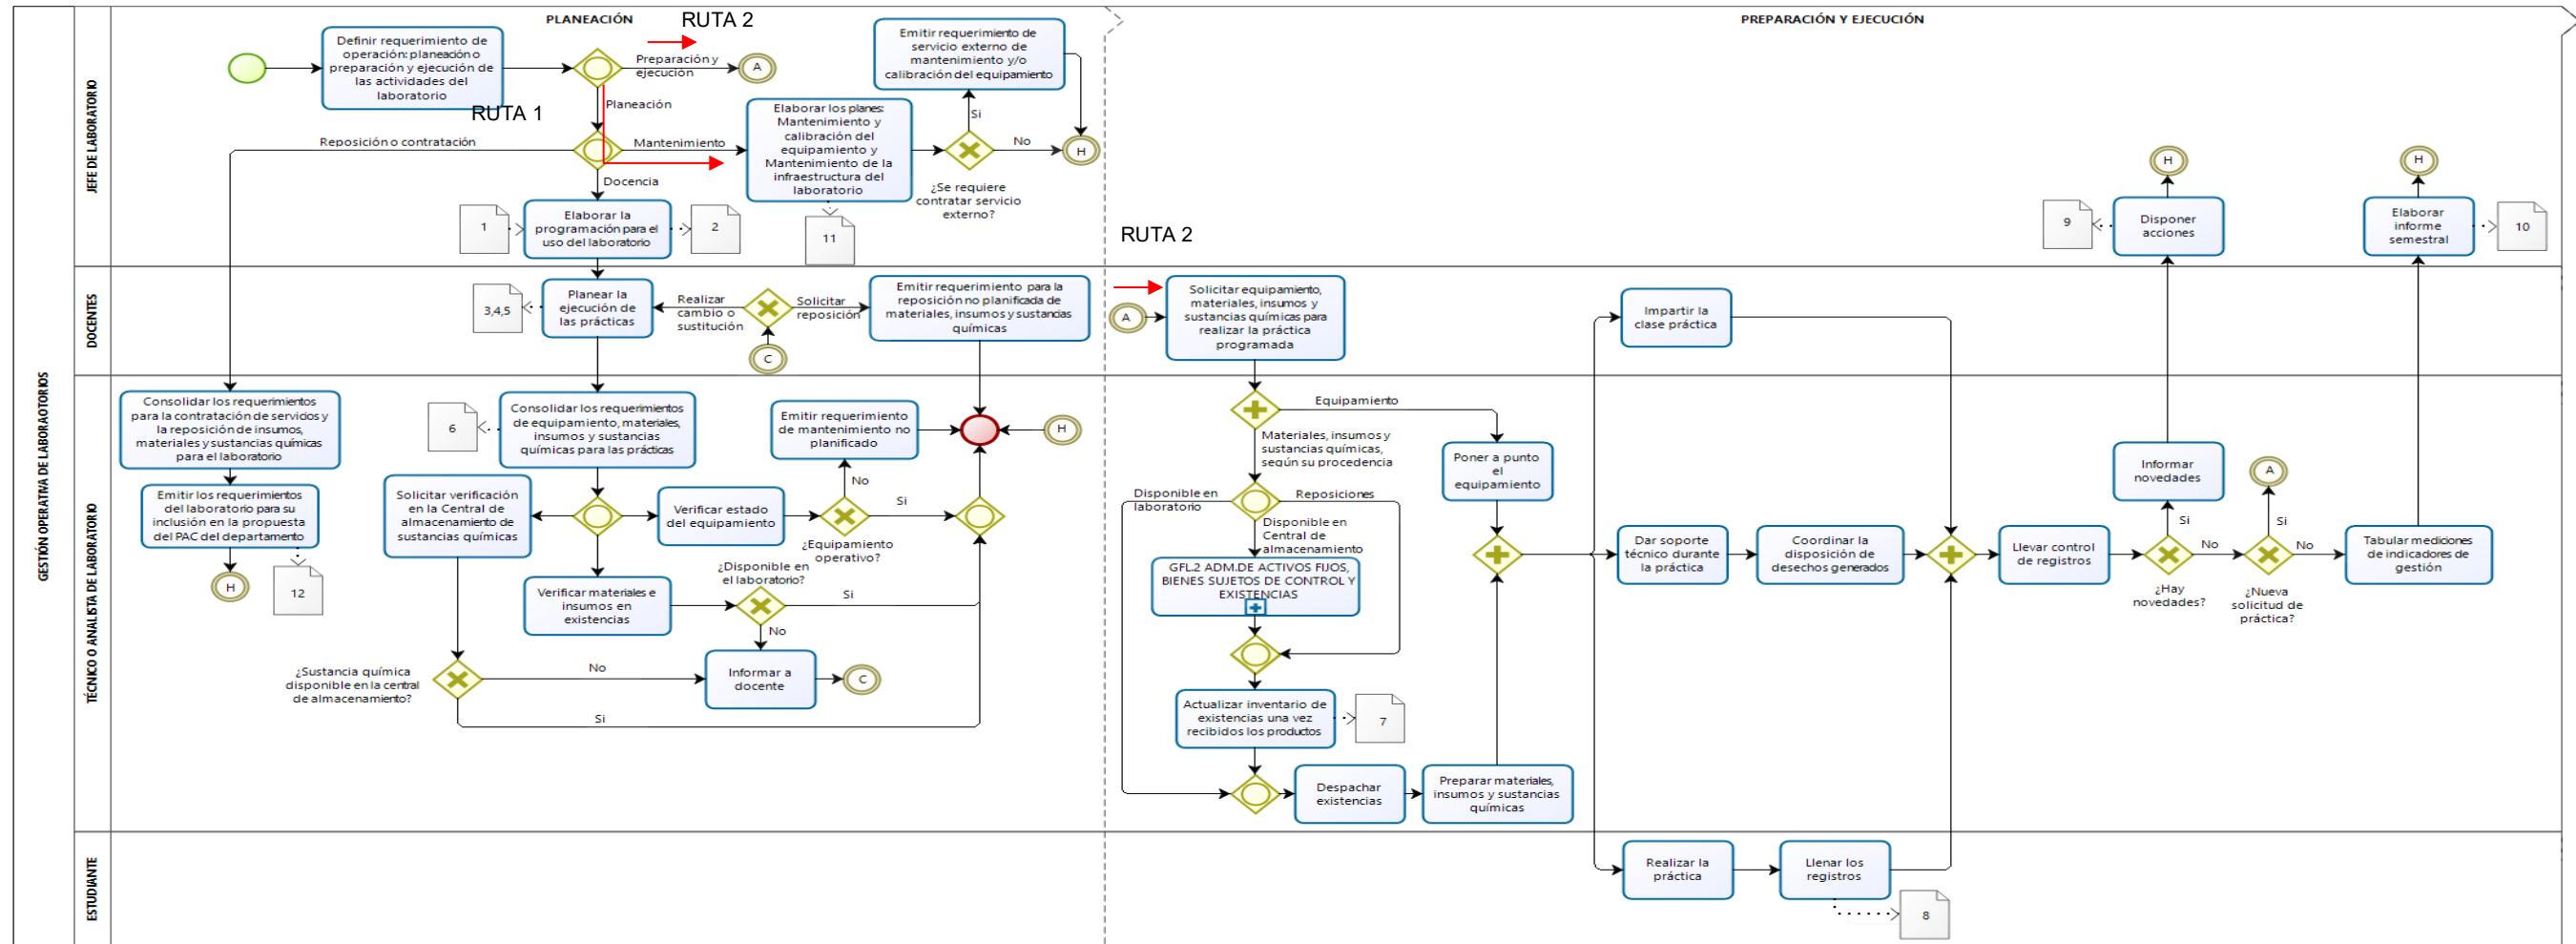 PLANEACIÓN
PREPARACIÓN Y EJECUCIÓN
GESTIÓN OPERATIVA DE LABORAOTORIOS
JEFE DE LABORATORIO
RUTA 2
Definir requerimiento de
operación: planeación o
preparación y ejecución de
las actividades del
laboratorio
Preparación y
ejecución
A
Emitir requerimiento de
servicio externo de
mantenimiento y/o
calibración del equipamiento
RUTA 1
Planeación
Reposición o contratación
Mantenimiento
Elaborar los planes:
Mantenimiento y
calibración del
equipamiento y
Mantenimiento de la
infraestructura del
laboratorio
Si
No
H
¿Se requiere
contratar servicio
externo?
Docencia
1
Elaborar la
programación para el
uso del laboratorio
2
11
H
9
Disponer
acciones
H
Elaborar
informe
semestral
10
RUTA 2
DOCENTES
3,4,5
Planear la
ejecución de
las prácticas
Realizar
cambio o
sustitución
Solicitar
reposición
C
Emitir requerimiento para la
reposición no planificada de
materiales, insumos y sustancias
químicas
A
Solicitar equipamiento,
materiales, insumos y
sustancias químicas para
realizar la práctica
programada
Impartir la
clase práctica
TÉCNICO O ANALISTA DE LABORATORIO
Consolidar los requerimientos
para la contratación de servicios y
la reposición de insumos,
materiales y sustancias químicas
para el laboratorio
Emitir los requerimientos
del laboratorio para su
inclusión en la propuesta
del PAC del departamento
H
12
6
Consolidar los requerimientos
de equipamiento, materiales,
insumos y sustancias
químicas para las prácticas
Emitir requerimiento
de mantenimiento no
planificado
H
Solicitar verificación
en la Central de
almacenamiento de
sustancias químicas
Verificar estado
del equipamiento
No
Si
¿Equipamiento
operativo?
Verificar materiales e
insumos en
existencias
¿Disponible en
el laboratorio?
Si
No
¿Sustancia química
disponible en la central
de almacenamiento?
No
Informar a
docente
C
Si
Equipamiento
Materiales, insumos y
sustancias químicas,
según su procedencia
Poner a punto
el
equipamiento
Disponible en
laboratorio
Reposiciones
Disponible en
Central de
almacenamiento
GFL.2 ADM.DE ACTIVOS FIJOS,
BIENES SUJETOS DE CONTROL Y
EXISTENCIAS
Actualizar inventario de
existencias una vez
recibidos los productos
7
Despachar
existencias
Preparar materiales,
insumos y sustancias
químicas
Dar soporte
técnico durante
la práctica
Coordinar la
disposición de
desechos generados
Llevar control
de registros
Informar
novedades
Si
No
¿Hay
novedades?
A
Si
No
¿Nueva
solicitud de
práctica?
Tabular mediciones
de indicadores de
gestión
ESTUDIANTE
Realizar la
práctica
Llenar los
registros
8